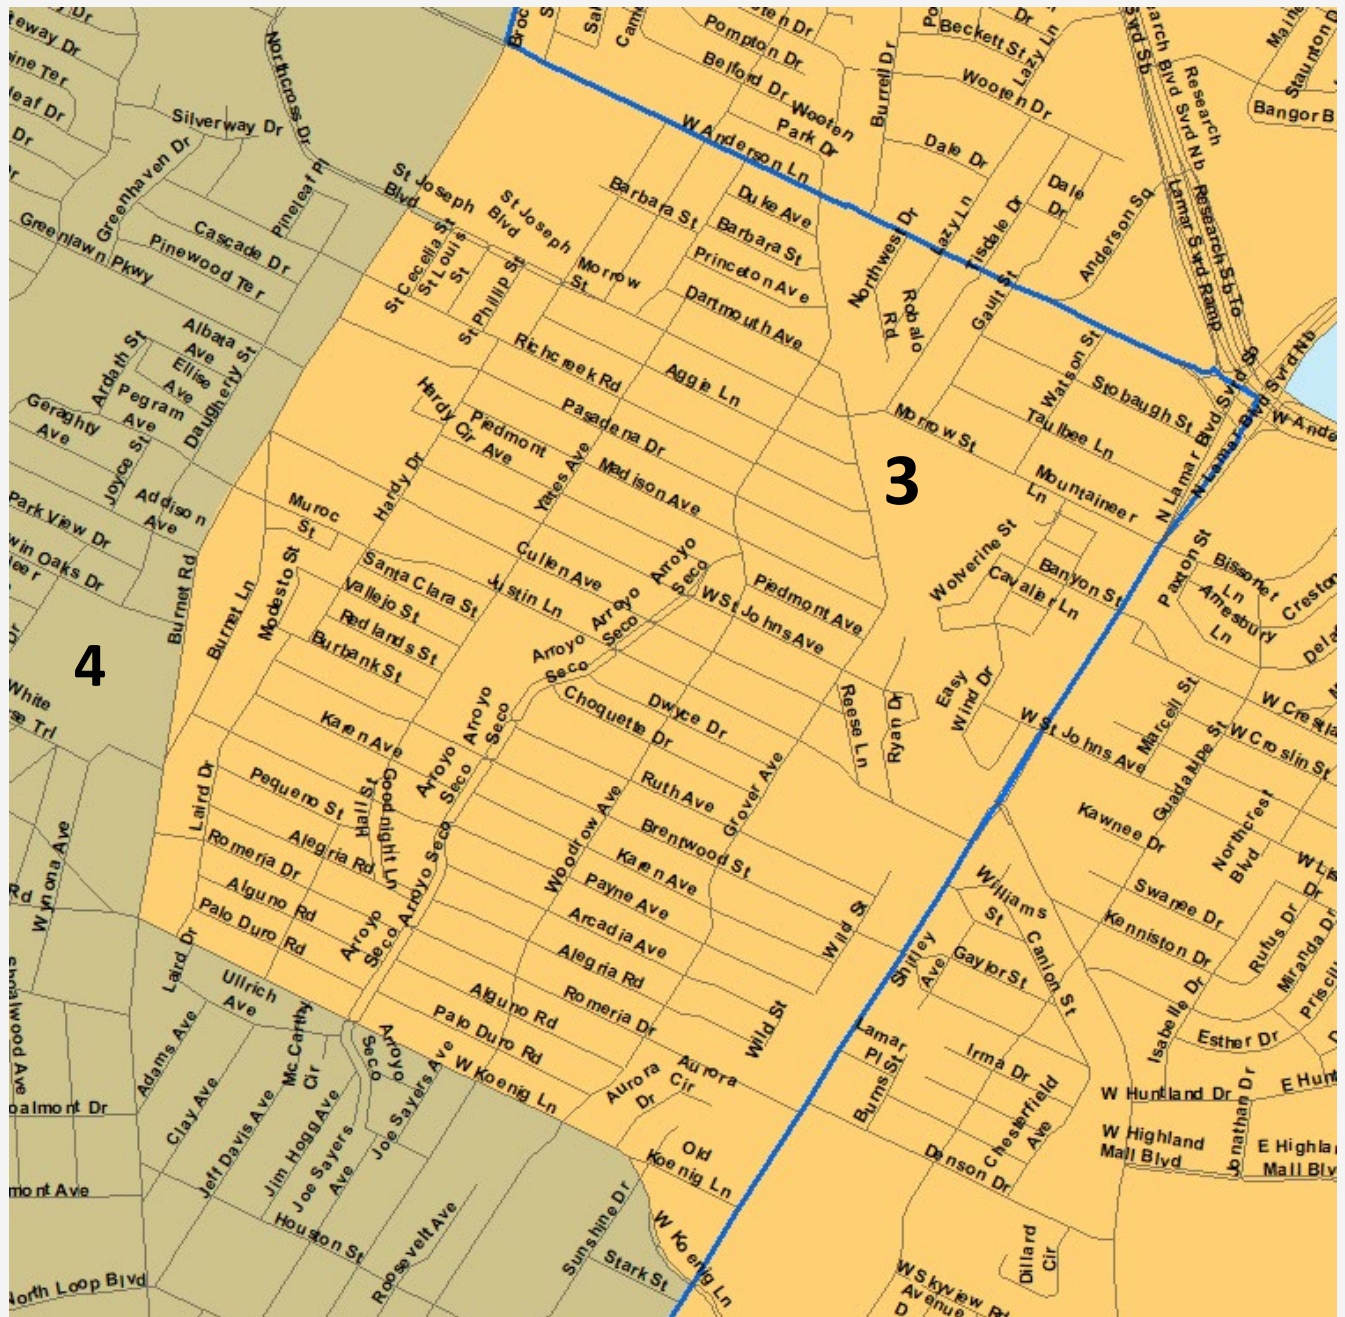 Silverway Dr
Northcross Dr
Greenhaven Dr
Pineleaf Pl
Cascade Dr
Pinewood Ter
Greenlawn Pkwy
Albata
Ave
Ellise
Ave
Pegram
Ave
Ardath St
Daugherty St
Geraghty
Ave
Joyce St
Addison
Ave
Park View Dr
Burnet Rd
4
White
Wynona Ave
Pompton Dr
Belford Dr
Wooten
Park Dr
Burrell Dr
Beckett St
Lazy Ln
Wooten Dr
Dale Dr
Dale
Dr
Research
Bangor B
Staunton D
Lamar Svrd Ramp
Research Sb To
Anderson Sq
W Anderson Ln
St Joseph
Blvd
St Joseph
Blvd
Barbara St
Duke Ave
Barbara St
Princeton Ave
Dartmouth Ave
Northwest Dr
Lazy Ln
Tisdale Dr
Gault St
Robalo
Rd
St Cecelia St
St Louis
St
St Phillip St
Morrow
St
Richcreek Rd
Aggie Ln
Pasadena Dr
Hardy
Cir
Piedmont
Ave
Madison Ave
Yates Ave
Hardy Dr
Watson St
Stobaugh St
Taulbee Ln
Morrow St
Mountaineer
Ln
N Lamar Blvd Svrd Sb
N Lamar Blvd Svrd Nb
W Ande
3
Muroc
St
Modesto St
Burnet Ln
Santa Clara St
Vallejo St
Redlands St
Burbank St
Cullen Ave
Justin Ln
Arroyo
Seco
Arroyo
Seco
Arroyo
Seco
W St Johns Ave
Piedmont Ave
Wolverine St
Cavalier Ln
Banyon St
Paxton St
Bissonet
Ln
Amesbury
Ln
Creston
Choquette Dr
Dwyce Dr
Reese Ln
Ryan Dr
Easy
Wind Dr
W St Johns Ave
Marcell St
Guadalupe St
W Croslin St
Karen Ave
Arroyo
Seco
Arroyo
Seco
Laird Dr
Pequeno St
Hall St
Goodnight Ln
Alegria Rd
Romeria Dr
Alguno Rd
Palo Duro Rd
Arroyo Seco
Arroyo
Seco
Woodrow Ave
Ruth Ave
Grover Ave
Brentwood St
Karen Ave
Payne Ave
Arcadia Ave
Alegria Rd
Romeria Dr
Alguno Rd
Palo Duro Rd
W Koenig Ln
Wild St
Wild St
Kawnee Dr
Northcrest
Blvd
Swanee Dr
Kenniston Dr
Rufus Dr
Miranda Dr
Williams
St
Canion St
Shirley
Ave
Gaylor St
Isabelle Dr
Esther Dr
Laird Dr
Ullrich
Ave
Adams Ave
McCarthy
Cir
Arroyo
Seco
Clay Ave
Jeff Davis Ave
Jim Hogg Ave
Joe Sayers
Ave
Joe Sayers Ave
Houston St
Roosevelt Ave
Aurora
Dr
Aurora
Cir
Lamar
Pl
Burns St
Irma Dr
Chesterfield
Ave
Denson Dr
W Huntland Dr
E Hunt
W Highland
Mall Blvd
Jonathan Dr
E Highla
Mall Blv
Old
Koenig Ln
W Koenig Ln
Sunshine Dr
Stark St
Dillard
Cir
W Skyview Rd
Avenue
D
North Loop Blvd